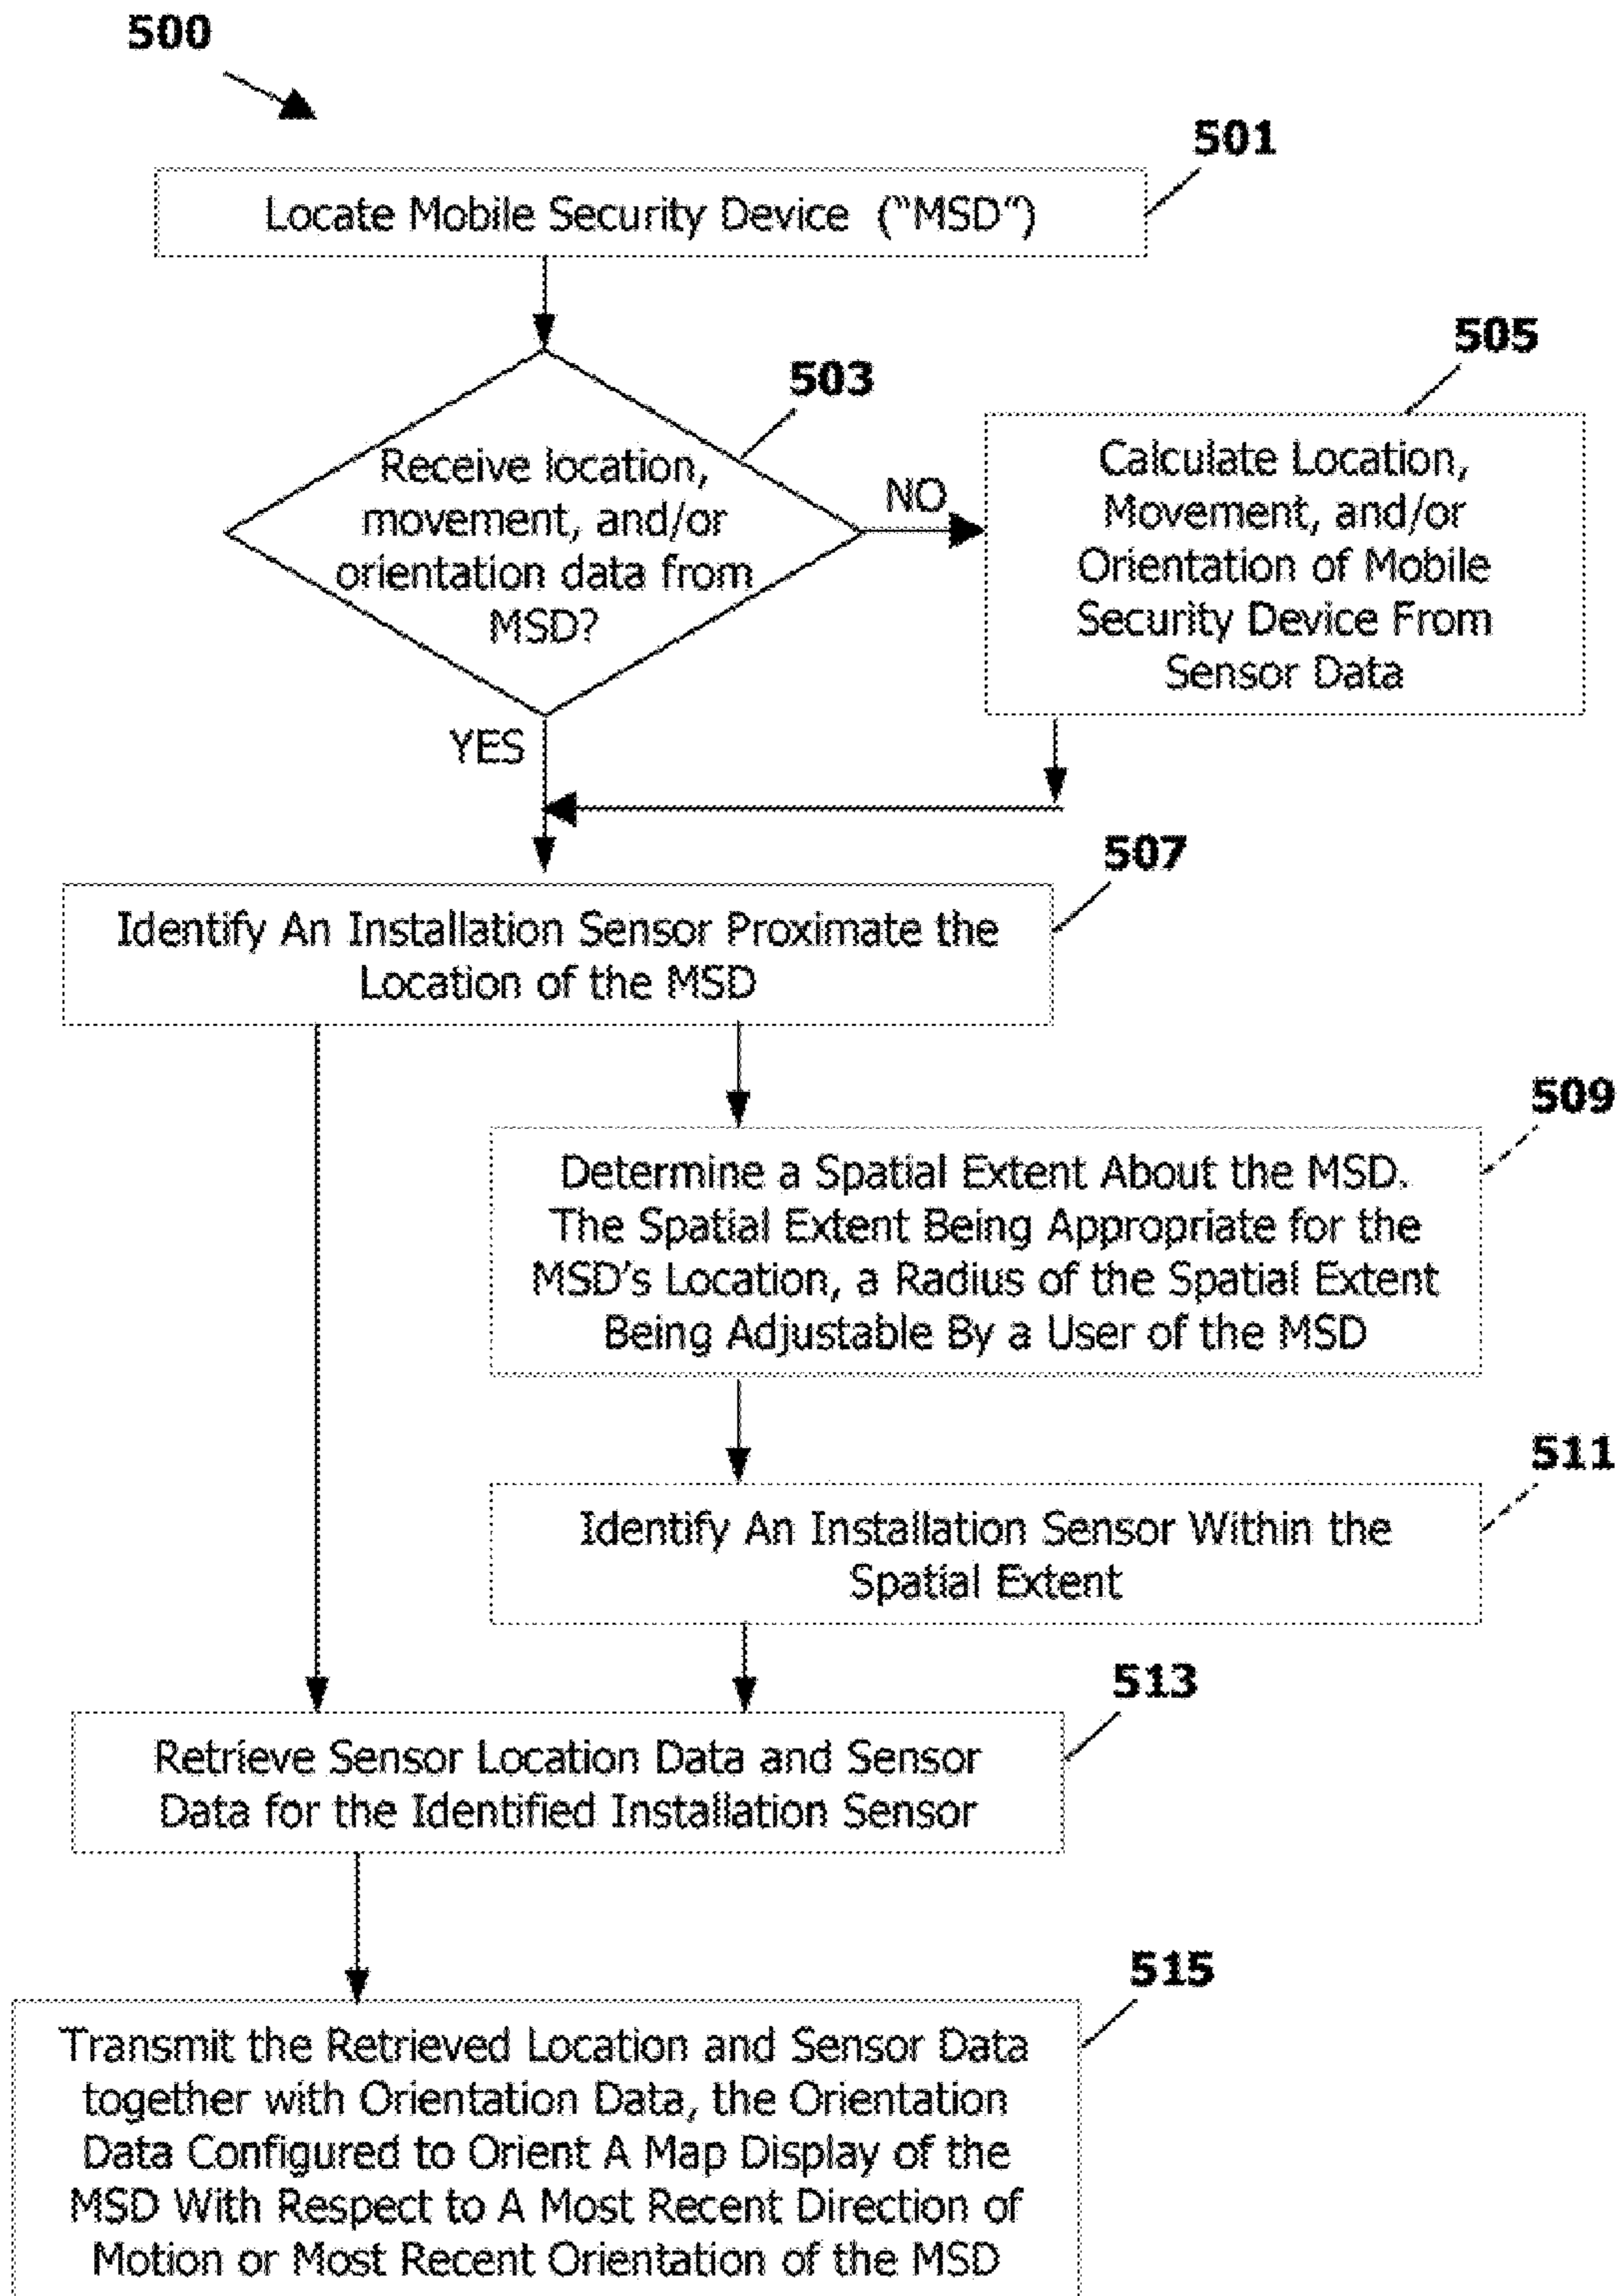 500
501
Locate Mobile Security Device ("MSD")
503
505
Receive location,
movement, and/or
orientation data from
MSD?
NO
Calculate Location,
Movement, and/or
Orientation of Mobile
Security Device From
Sensor Data
YES
507
Identify An Installation Sensor Proximate the
Location of the MSD
509
Determine a Spatial Extent About the MSD.
The Spatial Extent Being Appropriate for the
MSD's Location, a Radius of the Spatial Extent
Being Adjustable By a User of the MSD
511
Identify An Installation Sensor Within the
Spatial Extent
513
Retrieve Sensor Location Data and Sensor
Data for the Identified Installation Sensor
515
Transmit the Retrieved Location and Sensor Data
together with Orientation Data, the Orientation
Data Configured to Orient A Map Display of the
MSD With Respect to A Most Recent Direction of
Motion or Most Recent Orientation of the MSD